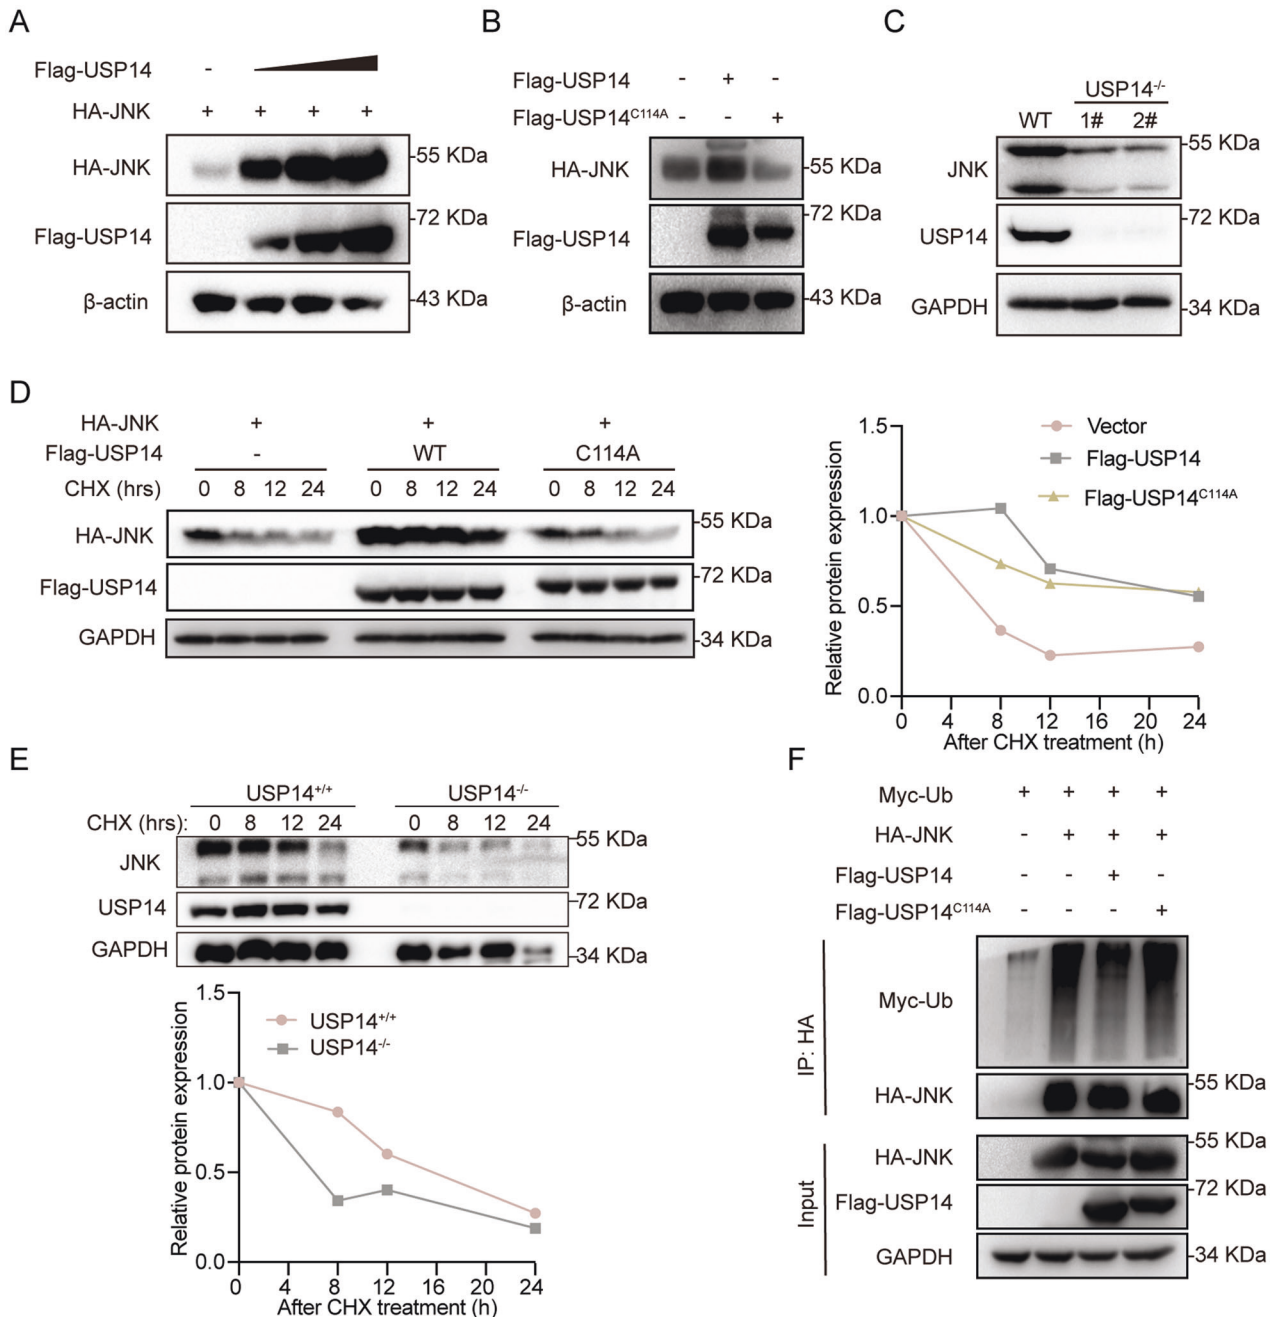 A
Flag-USP14 -
HA-JNK + + + +
HA-JNK 55 KDa
Flag-USP14 72 KDa
β-actin 43 KDa
B
Flag-USP14 - + -
Flag-USP14C114A - - +
HA-JNK 55 KDa
Flag-USP14 72 KDa
β-actin 43 KDa
C
USP14-/-
WT 1# 2#
JNK 55 KDa
USP14 72 KDa
GAPDH 34 KDa
D
HA-JNK + + +
Flag-USP14 - WT C114A
CHX (hrs) 0 8 12 24 0 8 12 24 0 8 12 24
HA-JNK 55 KDa
Flag-USP14 72 KDa
GAPDH 34 KDa
Relative protein expression
1.5
1.0
0.5
0.0
Vector
Flag-USP14
Flag-USP14C114A
0 4 8 12 16 20 24
After CHX treatment (h)
E
USP14+/+ USP14-/-
CHX (hrs): 0 8 12 24 0 8 12 24
JNK 55 KDa
USP14 72 KDa
GAPDH 34 KDa
Relative protein expression
1.5
1.0
0.5
0.0
USP14+/+
USP14-/-
0 4 8 12 16 20 24
After CHX treatment (h)
F
Myc-Ub + + + +
HA-JNK - + + +
Flag-USP14 - - + -
Flag-USP14C114A - - - +
IP: HA
Myc-Ub
HA-JNK 55 KDa
Input
HA-JNK 55 KDa
Flag-USP14 72 KDa
GAPDH 34 KDa